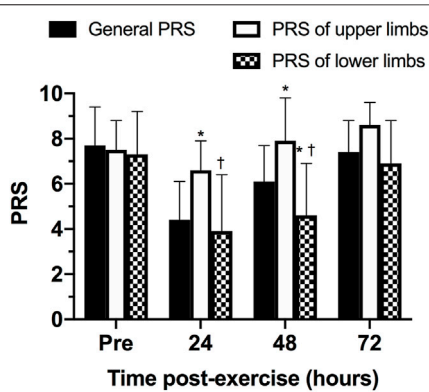 General PRS
PRS of upper limbs
PRS of lower limbs
10
8
6
4
2
0
PRS
*
†
*
* †
Pre 24 48 72
Time post-exercise (hours)